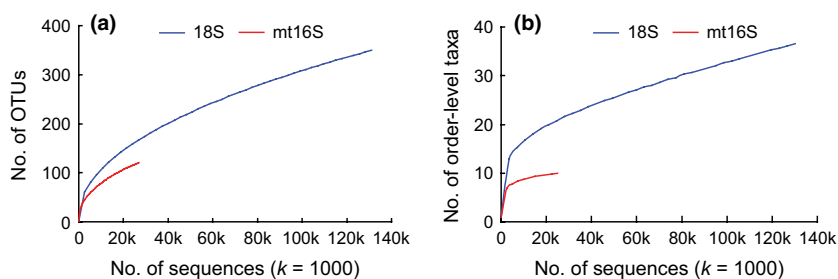 (a)
18S
mt16S
No. of OTUs
400
300
200
100
0
0 20k 40k 60k 80k 100k 120k 140k
No. of sequences (k = 1000)
(b)
18S
mt16S
No. of order-level taxa
40
30
20
10
0
0 20k 40k 60k 80k 100k 120k 140k
No. of sequences (k = 1000)